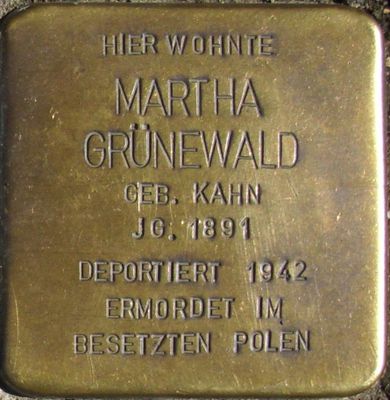 HIER WOHNTE
MARTHA
GRÜNEWALD
GEB. KAHN
JG. 1891
DEPORTIERT 1942
ERMORDET IM
BESETZTEN POLEN